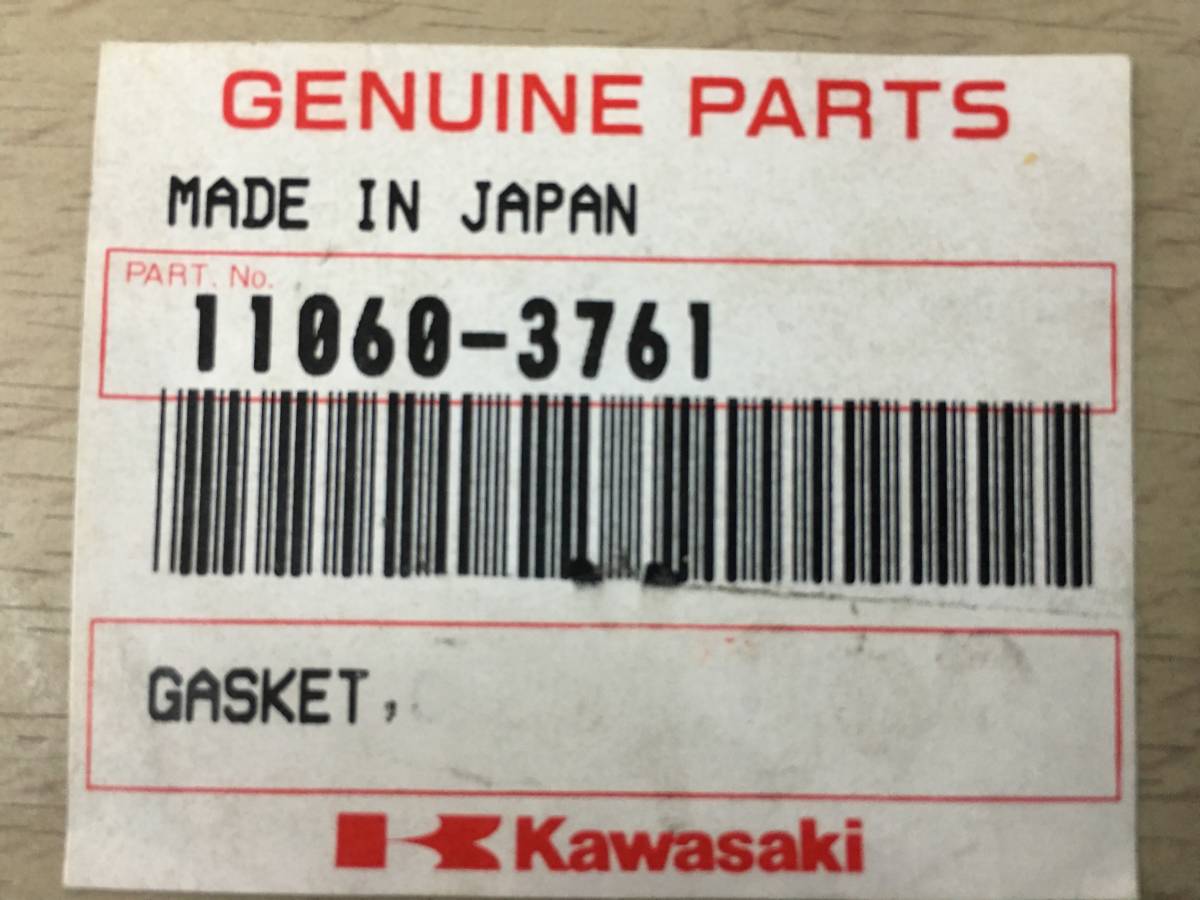 GENUINE PARTS
MADE IN JAPAN
PART. No.
11060-3761
GASKET,
Kawasaki